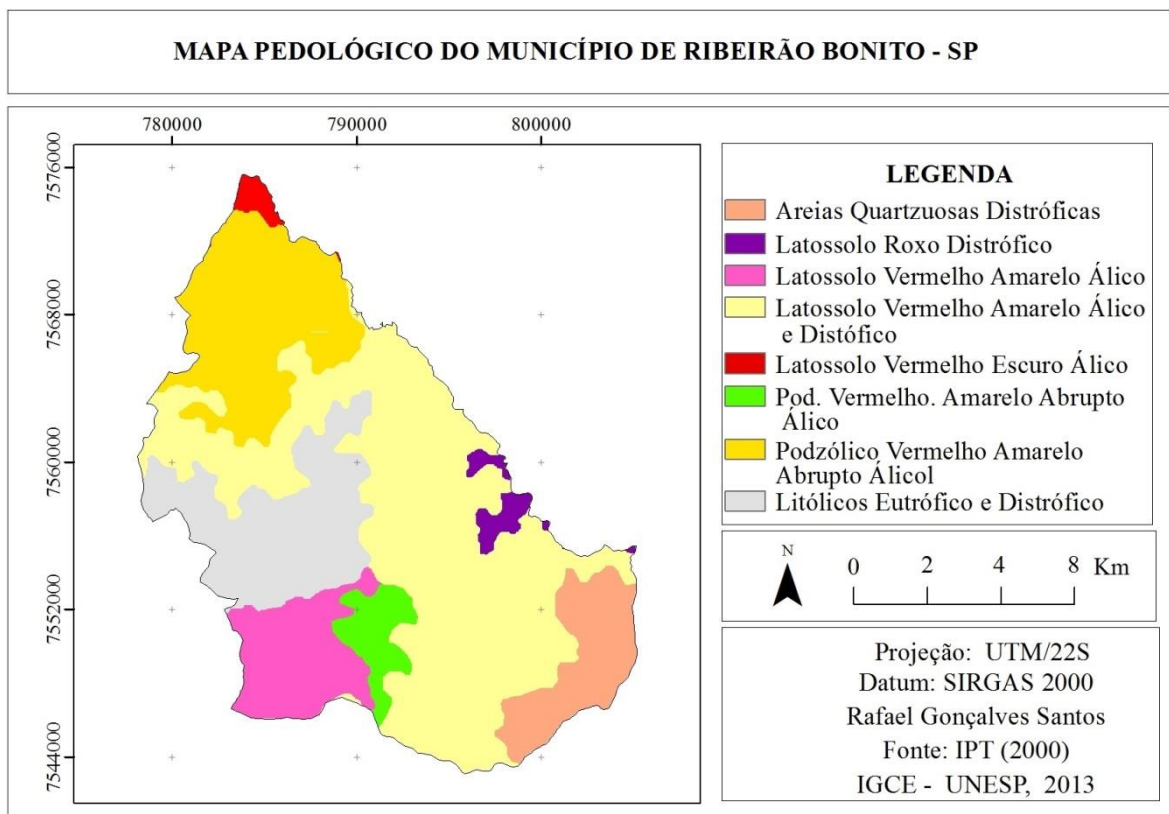 MAPA PEDOLÓGICO DO MUNICÍPIO DE RIBEIRÃO BONITO - SP
780000 790000 800000
7576000
7568000
7560000
7552000
7544000
LEGENDA
Areias Quartzuosas Distróficas
Latossolo Roxo Distrófico
Latossolo Vermelho Amarelo Álico
Latossolo Vermelho Amarelo Álico
e Distófico
Latossolo Vermelho Escuro Álico
Pod. Vermelho. Amarelo Abrupto
Álico
Podzólico Vermelho Amarelo
Abrupto Álicol
Litólicos Eutrófico e Distrófico
N
0 2 4 8 Km
Projeção: UTM/22S
Datum: SIRGAS 2000
Rafael Gonçalves Santos
Fonte: IPT (2000)
IGCE - UNESP, 2013